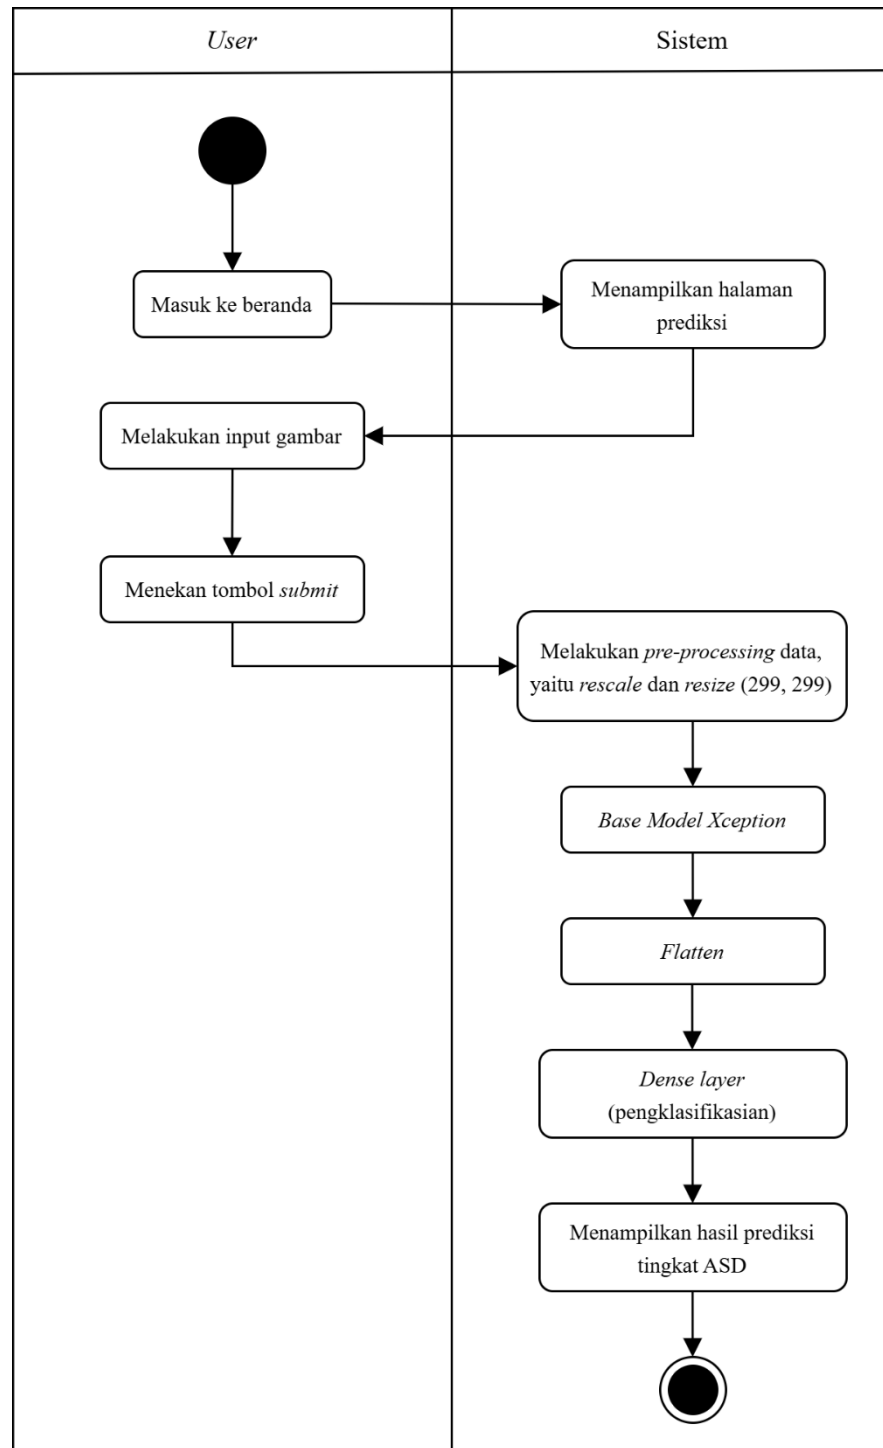 User
Sistem
Masuk ke beranda
Menampilkan halaman
prediksi
Melakukan input gambar
Menekan tombol submit
Melakukan pre-processing data,
yaitu rescale dan resize (299, 299)
Base Model Xception
Flatten
Dense layer
(pengklasifikasian)
Menampilkan hasil prediksi
tingkat ASD